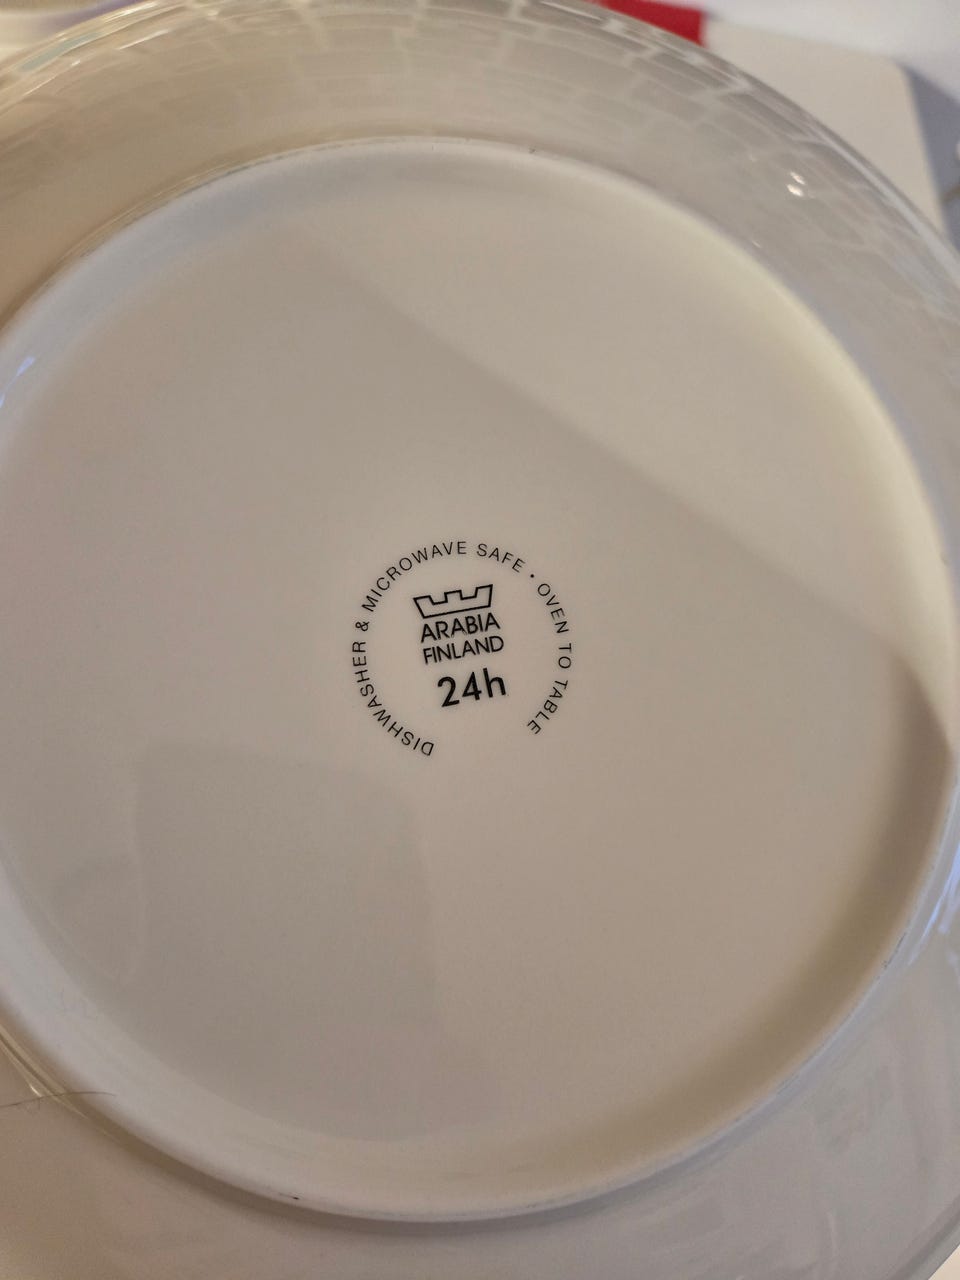 DISHWASHER & MICROWAVE SAFE • OVEN TO TABLE
ARABIA
FINLAND
24h